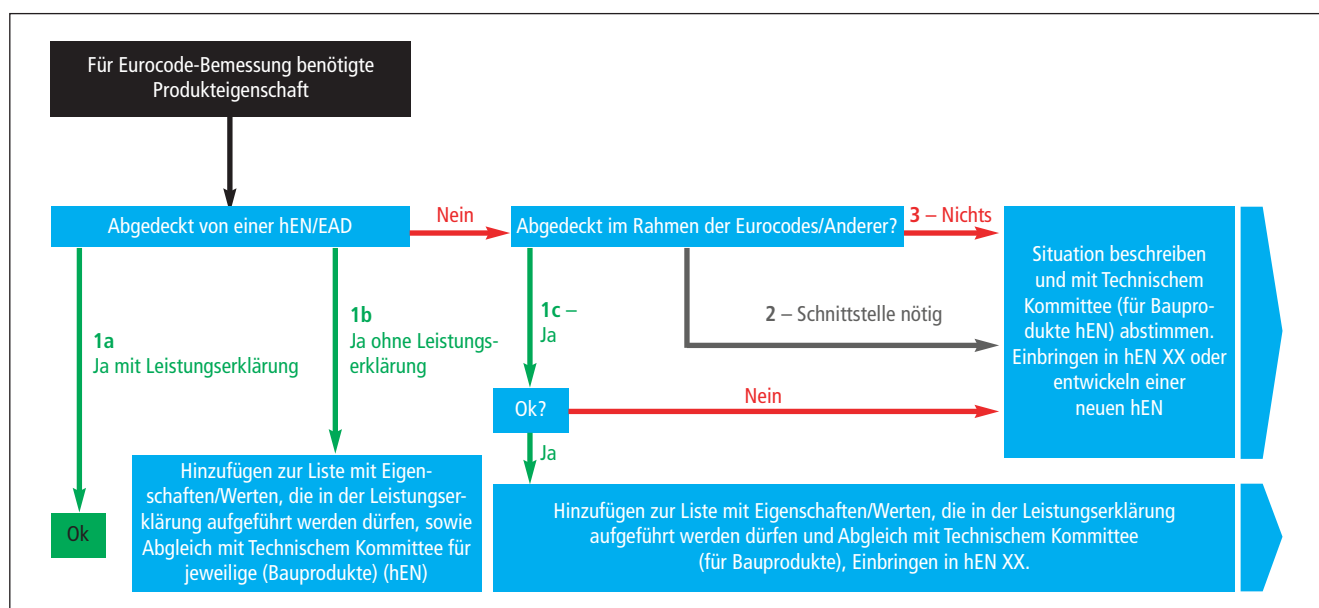 Für Eurocode-Bemessung benötigte
Produkteigenschaft
Abgedeckt von einer hEN/EAD
Nein
Abgedeckt im Rahmen der Eurocodes/Anderer?
3 – Nichts
Situation beschreiben
und mit Technischem
Kommittee (für Baupro-
dukte hEN) abstimmen.
Einbringen in hEN XX oder
entwickeln einer
neuen hEN
1a
Ja mit Leistungserklärung
1b
Ja ohne Leistungs-
erklärung
1c –
Ja
2 – Schnittstelle nötig
Ok?
Nein
Ja
Ok
Hinzufügen zur Liste mit Eigen-
schaften/Werten, die in der Leistungser-
klärung aufgeführt werden dürfen, sowie
Abgleich mit Technischem Kommittee für
jeweilige (Bauprodukte) (hEN)
Hinzufügen zur Liste mit Eigenschaften/Werten, die in der Leistungserklärung
aufgeführt werden dürfen und Abgleich mit Technischem Kommittee
(für Bauprodukte), Einbringen in hEN XX.